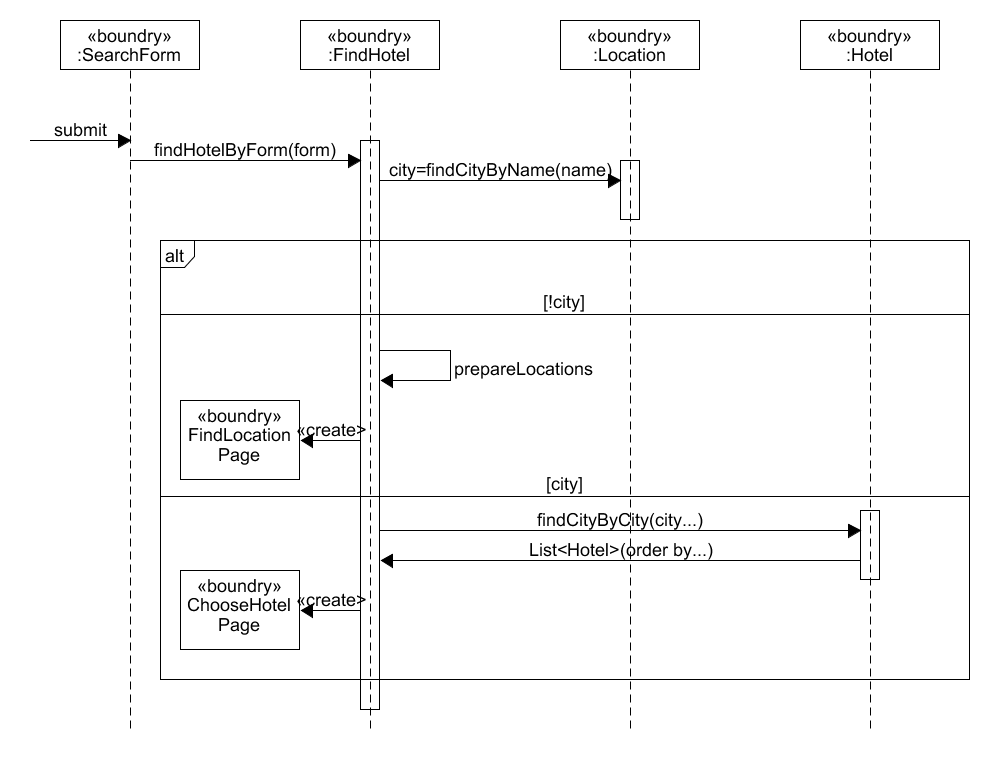 «boundry»
:SearchForm
«boundry»
:FindHotel
«boundry»
:Location
«boundry»
:Hotel
submit
findHotelByForm(form)
city=findCityByName(name)
alt
[!city]
prepareLocations
«boundry»
FindLocation
Page
«create>
[city]
findCityByCity(city...)
List<Hotel>(order by...)
«boundry»
ChooseHotel
Page
«create>